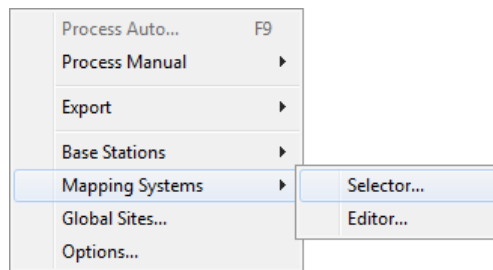 Process Auto... F9
Process Manual
Export
Base Stations
Mapping Systems
Selector...
Global Sites...
Editor...
Options...